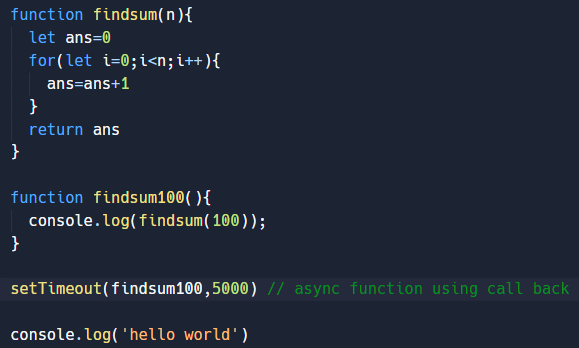 function findsum(n){
let ans=0
for(let i=0;i<n;i++){
ans=ans+1
}
return ans
}
function findsum100(){
console.log(findsum(100));
}
setTimeout(findsum100,5000) // async function using call back
console.log('hello world')